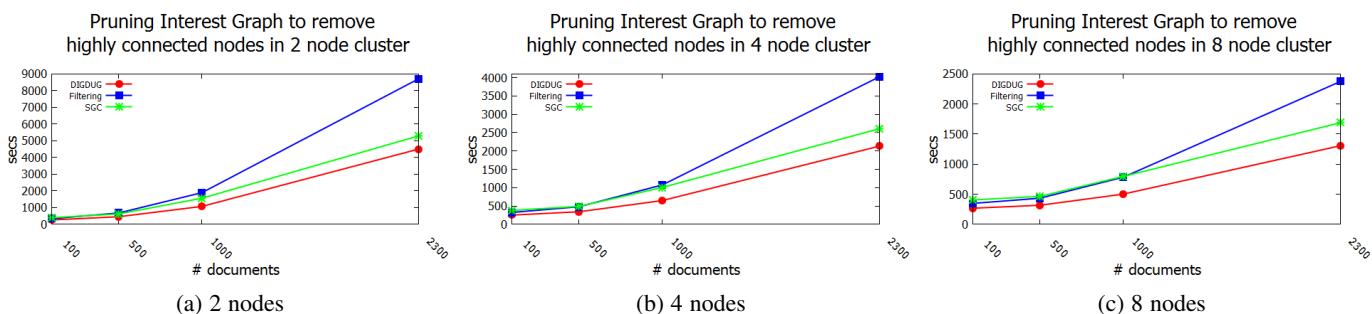 Pruning Interest Graph to remove
highly connected nodes in 2 node cluster
9000
8000
7000
6000
5000
4000
3000
2000
1000
0
secs
DIGDUG
Filtering
SGC
100
500
1000
2300
# documents
(a) 2 nodes
Pruning Interest Graph to remove
highly connected nodes in 4 node cluster
4000
3500
3000
2500
2000
1500
1000
500
0
secs
DIGDUG
Filtering
SGC
100
500
1000
2300
# documents
(b) 4 nodes
Pruning Interest Graph to remove
highly connected nodes in 8 node cluster
2500
2000
1500
1000
500
0
secs
DIGDUG
Filtering
SGC
100
500
1000
2300
# documents
(c) 8 nodes